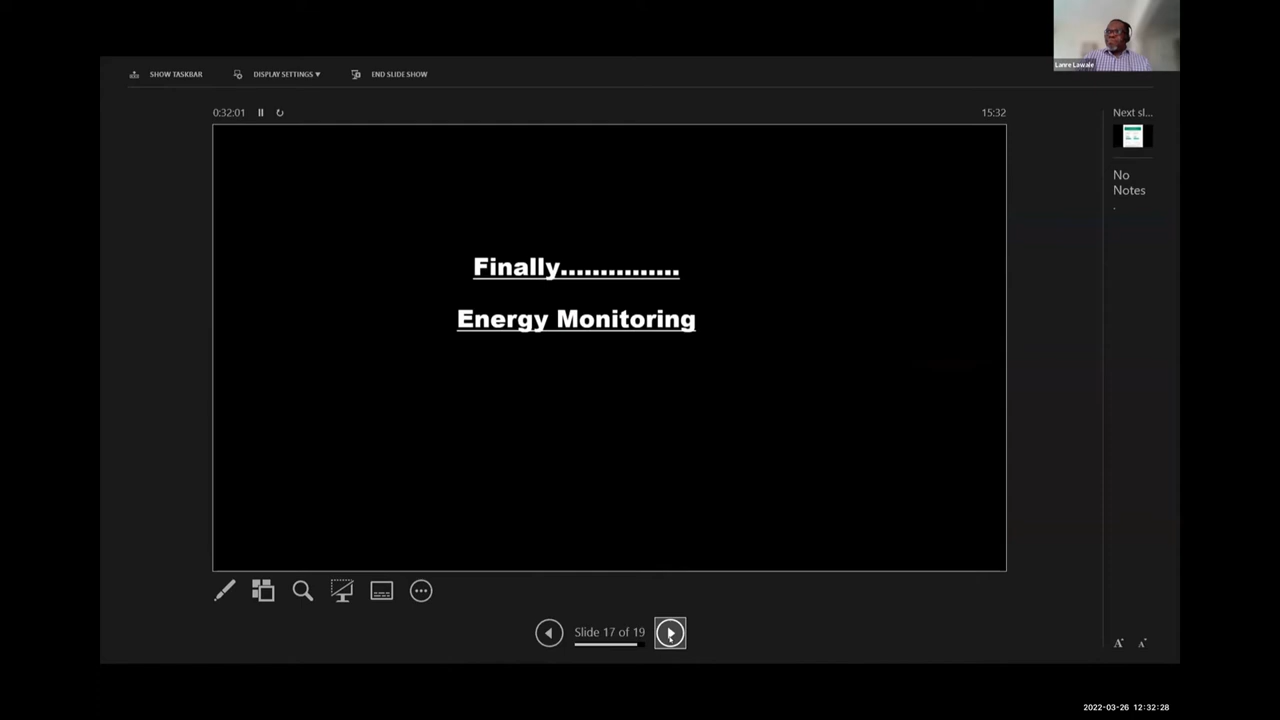 Lanre Lawale
SHOW TASKBAR
DISPLAY SETTINGS ▾
END SLIDE SHOW
0:32:01
15:32
Next sl...
Finally...............
Energy Monitoring
No
Notes
.
Slide 17 of 19
A A
2022-03-26 12:32:28